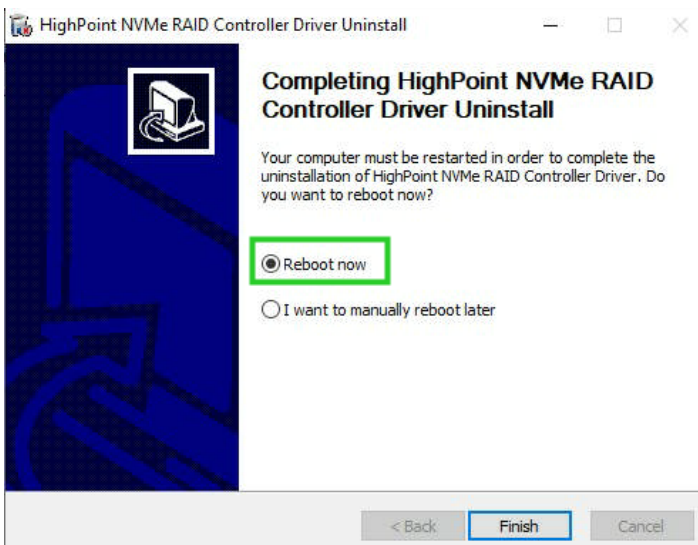 HighPoint NVMe RAID Controller Driver Uninstall
Completing HighPoint NVMe RAID
Controller Driver Uninstall
Your computer must be restarted in order to complete the
uninstallation of HighPoint NVMe RAID Controller Driver. Do
you want to reboot now?
Reboot now
I want to manually reboot later
< Back
Finish
Cancel